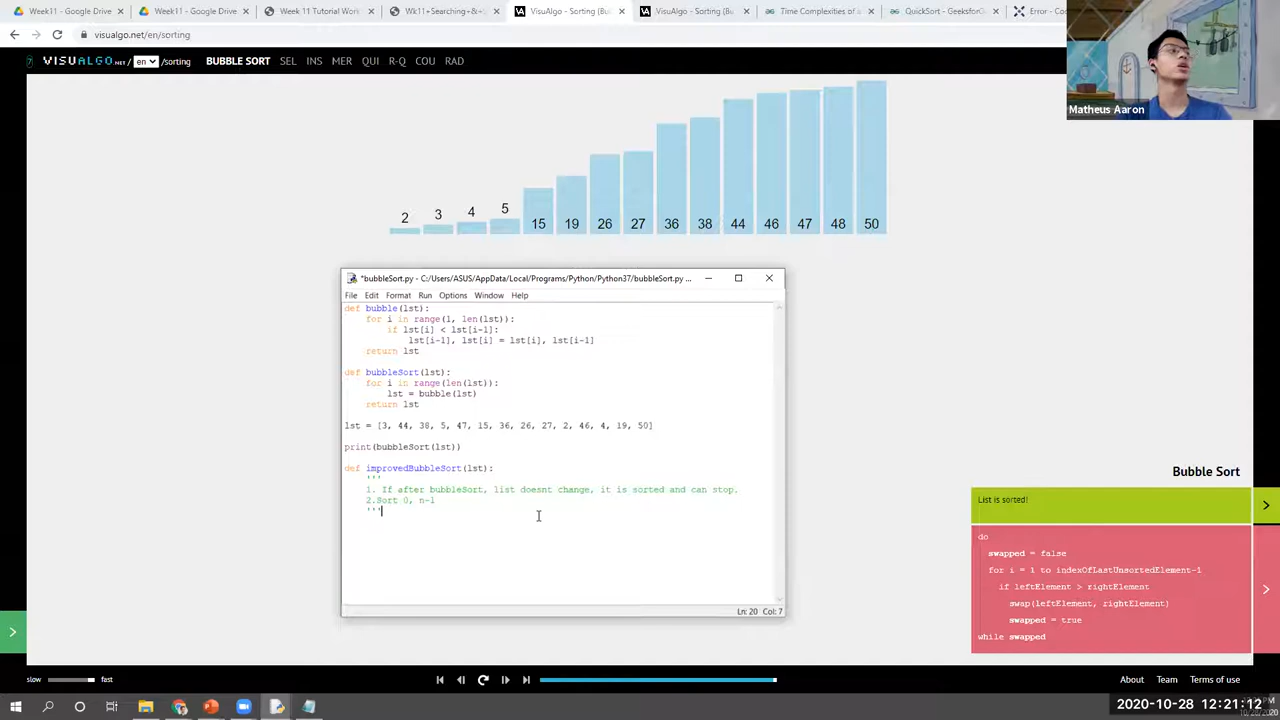 Week11 - Google Drive
Week11 - Google Drive
Week 11 Tutorial Work
Wk11+Searching+&+
VisuAlgo - Sorting (Bu
VisuAlgo - Sorting (B
Time Complexities of a
QuickSort - Geeksfor
Error - Co
visualgo.net/en/sorting
7 VISUALGO.NET/ en /sorting BUBBLE SORT SEL INS MER QUI R-Q COU RAD
Matheus Aaron
2 3 4 5 15 19 26 27 36 38 44 46 47 48 50
*bubbleSort.py - C:/Users/ASUS/AppData/Local/Programs/Python/Python37/bubbleSort.py ...
File Edit Format Run Options Window Help
def bubble(lst):
for i in range(1, len(lst)):
if lst[i] < lst[i-1]:
lst[i-1], lst[i] = lst[i], lst[i-1]
return lst
def bubbleSort(lst):
for i in range(len(lst)):
lst = bubble(lst)
return lst
lst = [3, 44, 38, 5, 47, 15, 36, 26, 27, 2, 46, 4, 19, 50]
print(bubbleSort(lst))
def improvedBubbleSort(lst):
'''
1. If after bubbleSort, list doesnt change, it is sorted and can stop.
2.Sort 0, n-1
'''
Ln: 20 Col: 7
Bubble Sort
List is sorted!
do
swapped = false
for i = 1 to indexOfLastUnsortedElement-1
if leftElement > rightElement
swap(leftElement, rightElement)
swapped = true
while swapped
slow fast
About Team Terms of use
2020-10-28 12:21:12